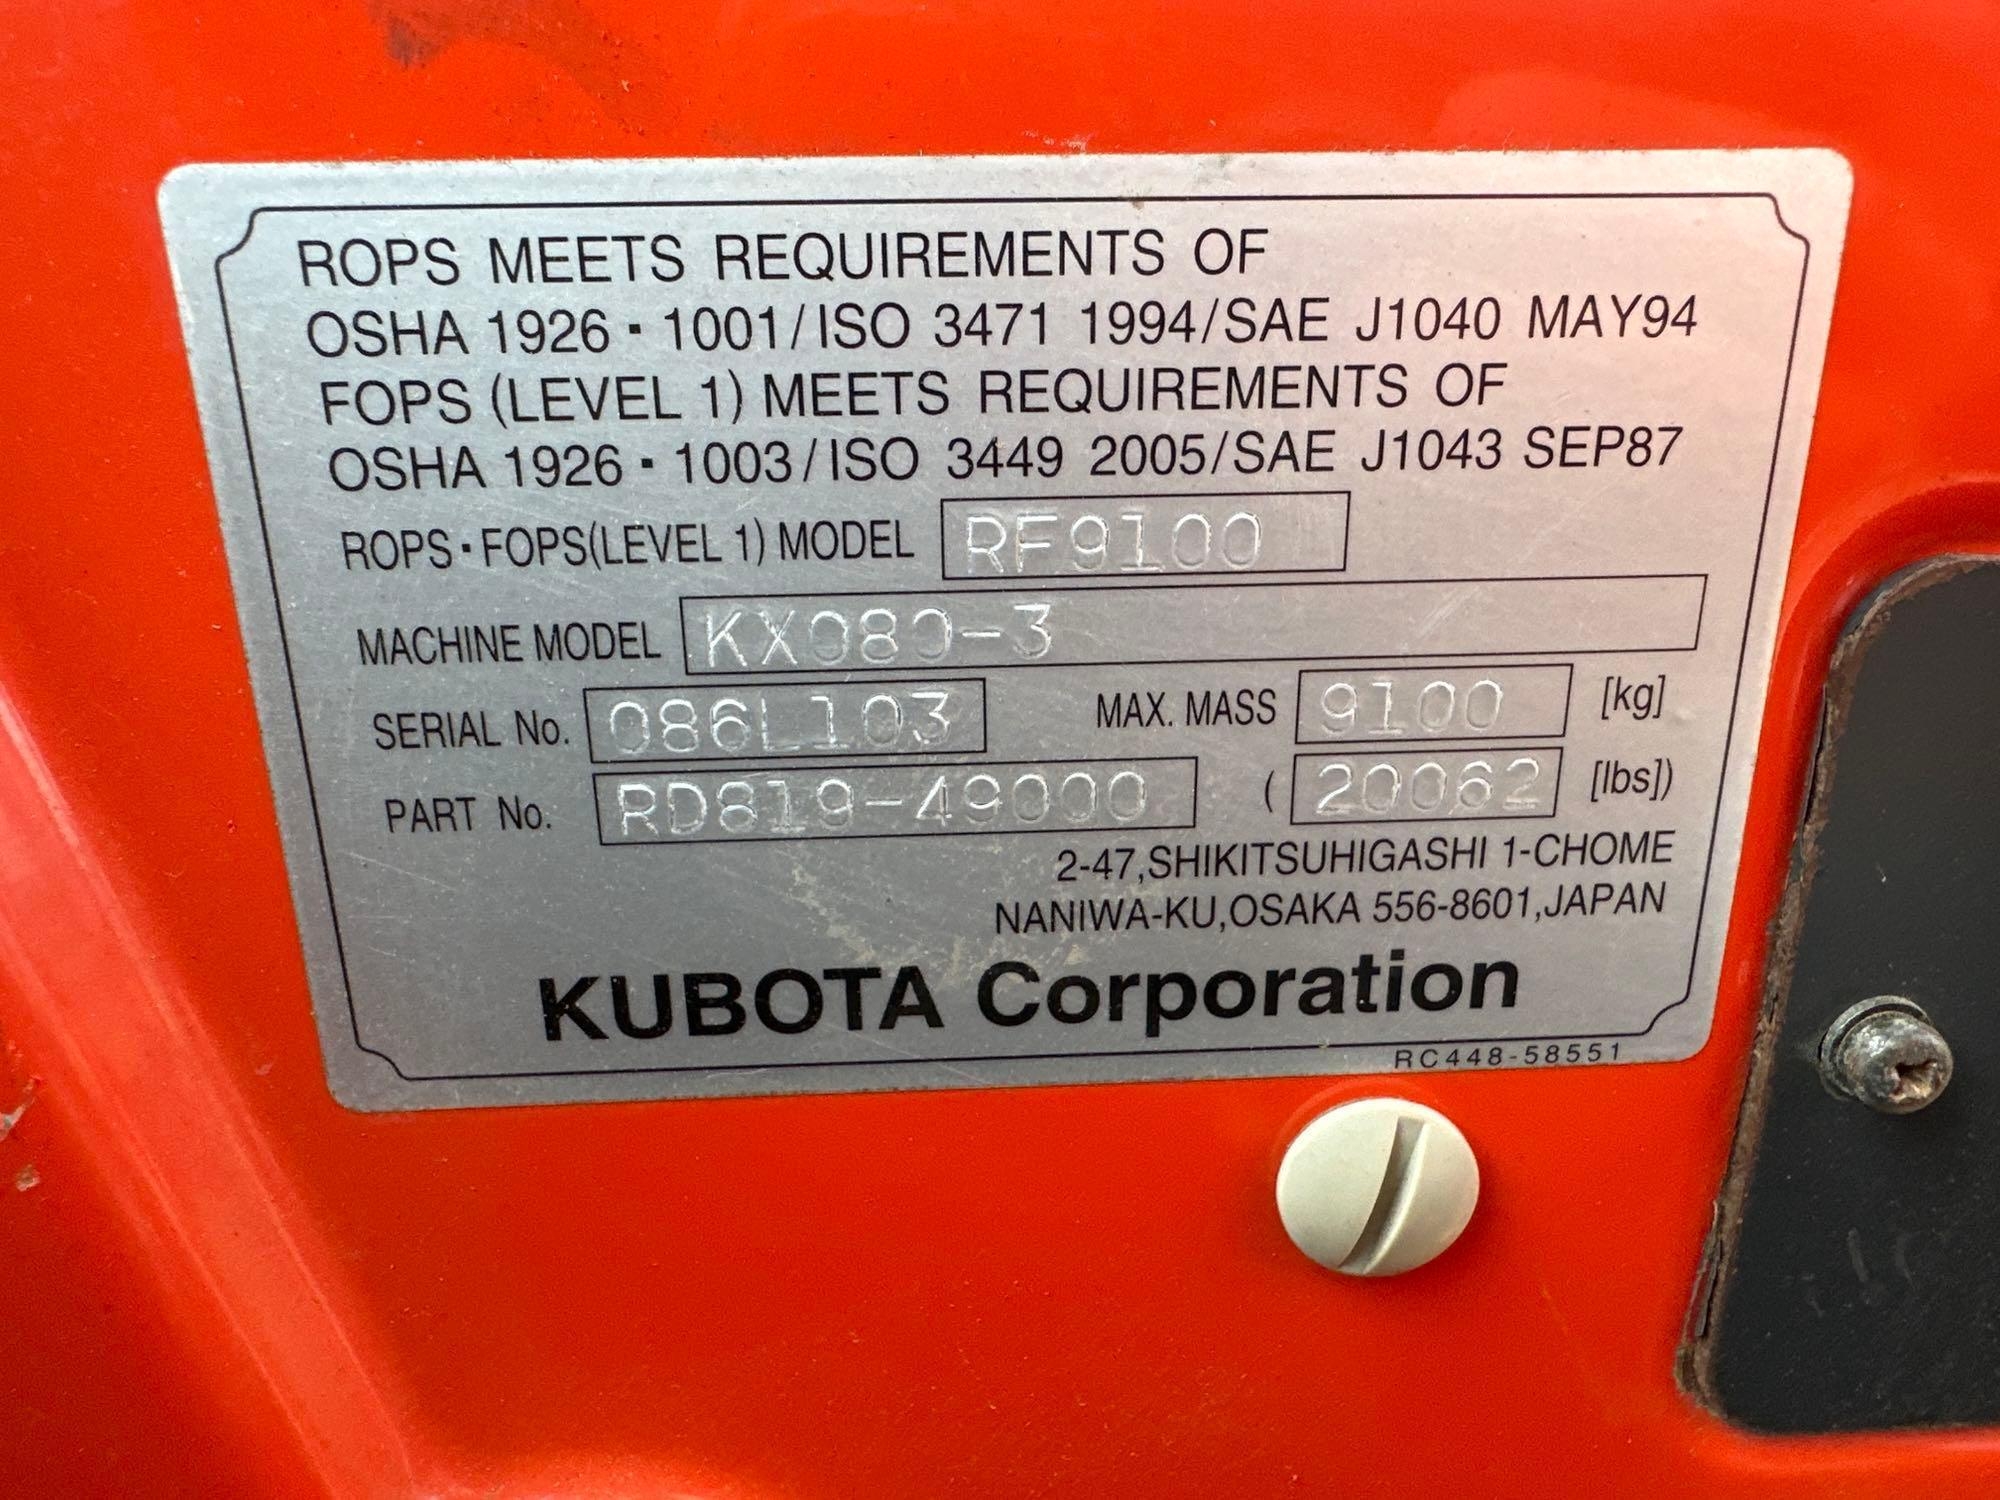 ROPS MEETS REQUIREMENTS OF
OSHA 1926・1001/ISO 3471 1994/SAE J1040 MAY94
FOPS (LEVEL 1) MEETS REQUIREMENTS OF
OSHA 1926・1003/ISO 3449 2005/SAE J1043 SEP87
ROPS・FOPS(LEVEL 1) MODEL RF9100
MACHINE MODEL KX080-3
SERIAL No. 086L103 MAX. MASS 9100 [kg]
PART No. RD819-49000 (20062 [lbs])
2-47,SHIKITSUHIGASHI 1-CHOME
NANIWA-KU,OSAKA 556-8601,JAPAN
KUBOTA Corporation
RC448-58551